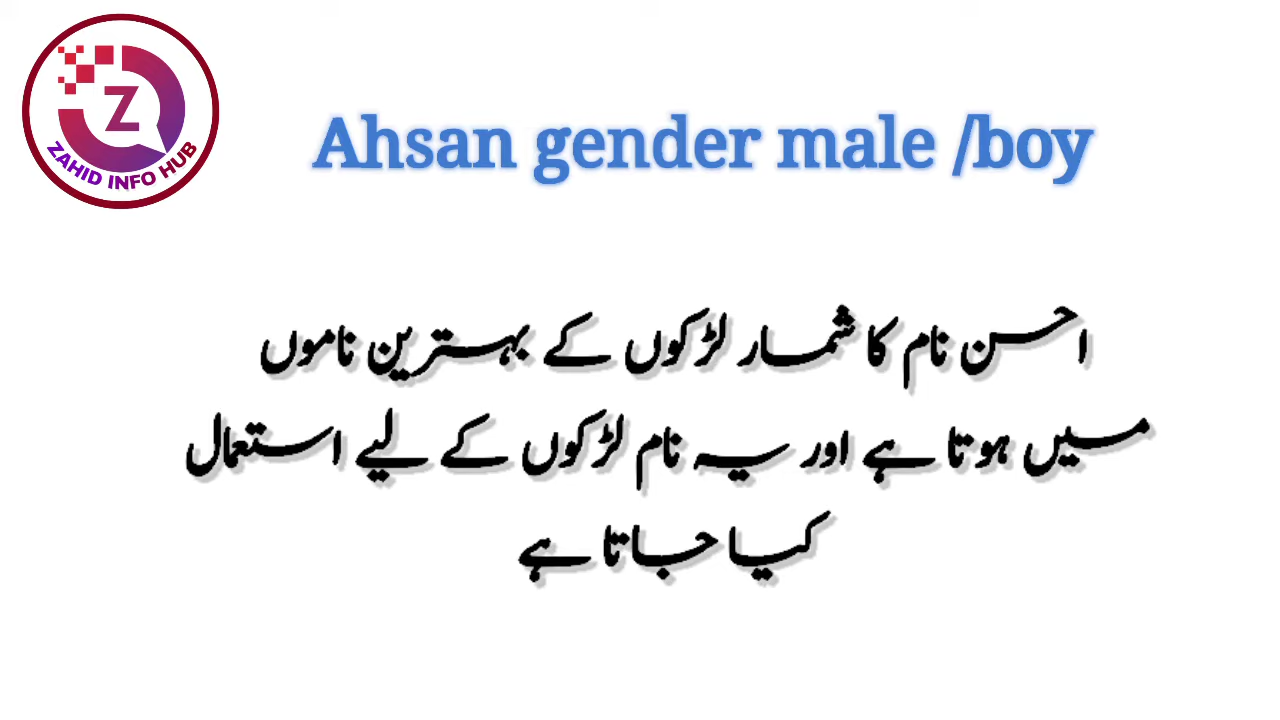 Z
ZAHID INFO HUB
Ahsan gender male /boy
احسن نام کا شمار لڑکوں کے بہترین ناموں
میں ہوتا ہے اور یہ نام لڑکوں کے لیے استعمال
کیا جاتا ہے